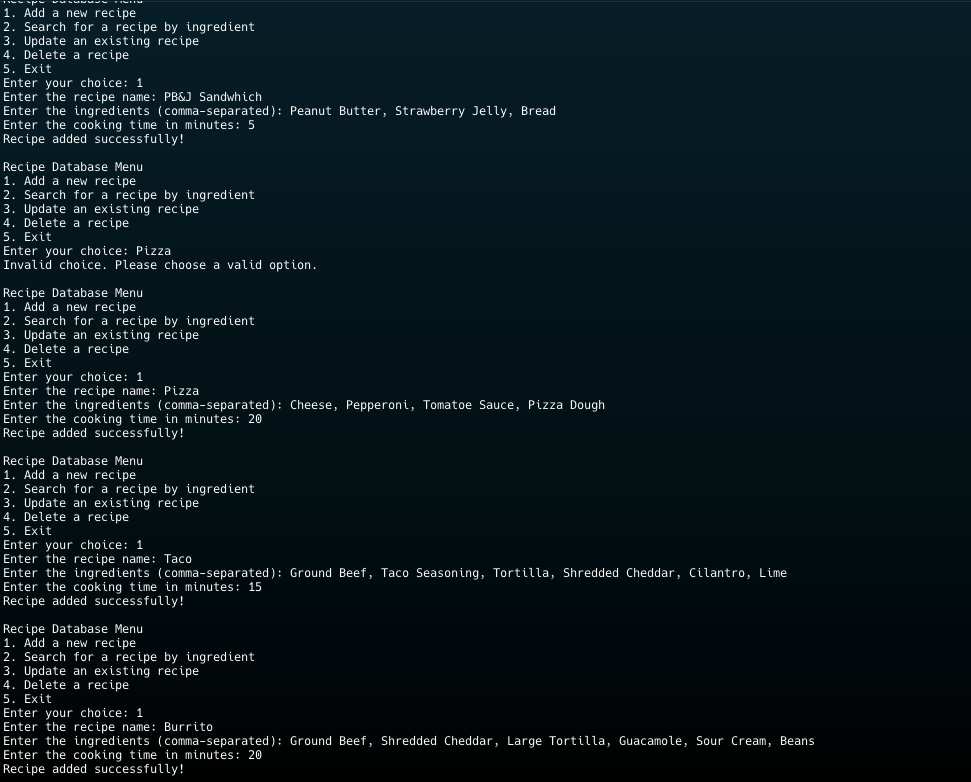 Recipe Database Menu
1. Add a new recipe
2. Search for a recipe by ingredient
3. Update an existing recipe
4. Delete a recipe
5. Exit
Enter your choice: 1
Enter the recipe name: PB&J Sandwhich
Enter the ingredients (comma-separated): Peanut Butter, Strawberry Jelly, Bread
Enter the cooking time in minutes: 5
Recipe added successfully!
Recipe Database Menu
1. Add a new recipe
2. Search for a recipe by ingredient
3. Update an existing recipe
4. Delete a recipe
5. Exit
Enter your choice: Pizza
Invalid choice. Please choose a valid option.
Recipe Database Menu
1. Add a new recipe
2. Search for a recipe by ingredient
3. Update an existing recipe
4. Delete a recipe
5. Exit
Enter your choice: 1
Enter the recipe name: Pizza
Enter the ingredients (comma-separated): Cheese, Pepperoni, Tomatoe Sauce, Pizza Dough
Enter the cooking time in minutes: 20
Recipe added successfully!
Recipe Database Menu
1. Add a new recipe
2. Search for a recipe by ingredient
3. Update an existing recipe
4. Delete a recipe
5. Exit
Enter your choice: 1
Enter the recipe name: Taco
Enter the ingredients (comma-separated): Ground Beef, Taco Seasoning, Tortilla, Shredded Cheddar, Cilantro, Lime
Enter the cooking time in minutes: 15
Recipe added successfully!
Recipe Database Menu
1. Add a new recipe
2. Search for a recipe by ingredient
3. Update an existing recipe
4. Delete a recipe
5. Exit
Enter your choice: 1
Enter the recipe name: Burrito
Enter the ingredients (comma-separated): Ground Beef, Shredded Cheddar, Large Tortilla, Guacamole, Sour Cream, Beans
Enter the cooking time in minutes: 20
Recipe added successfully!